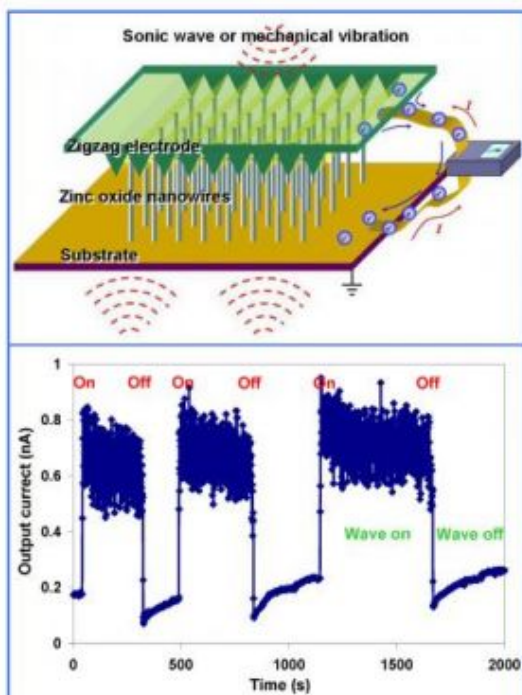 Sonic wave or mechanical vibration
Zigzag electrode
Zinc oxide nanowires
Substrate
I
I
On Off On Off On Off
Wave on Wave off
Output currect (nA)
1
0.8
0.6
0.4
0.2
0
0 500 1000 1500 2000
Time (s)